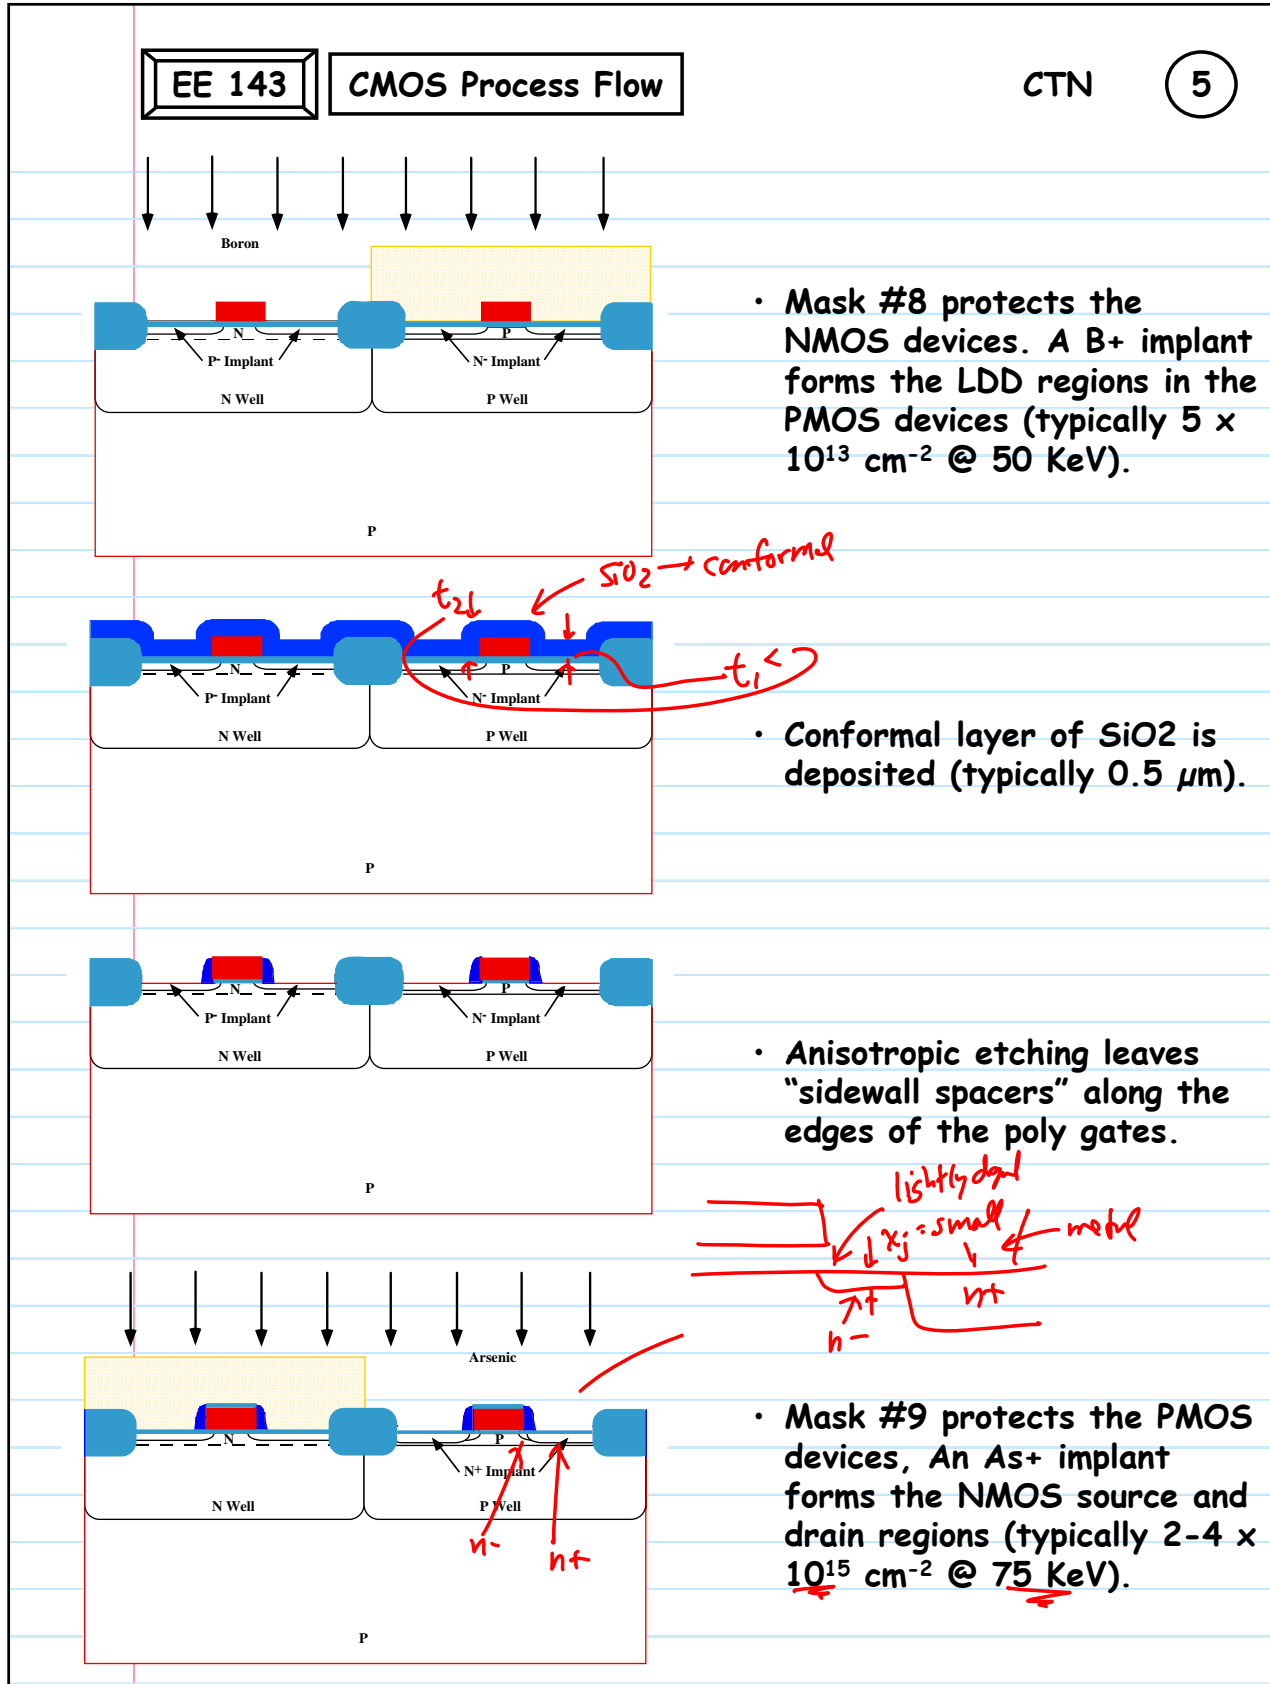 EE 143
CMOS Process Flow
CTN
5
Boron
N
P
P- Implant
N- Implant
N Well
P Well
P
• Mask #8 protects the
NMOS devices. A B+ implant
forms the LDD regions in the
PMOS devices (typically 5 x
10¹³ cm⁻² @ 50 KeV).
SiO2 → conformal
t2
t1 <
N
P
P- Implant
N- Implant
N Well
P Well
P
• Conformal layer of SiO2 is
deposited (typically 0.5 µm).
N
P
P- Implant
N- Implant
N Well
P Well
P
• Anisotropic etching leaves
“sidewall spacers” along the
edges of the poly gates.
lightly doped
xj = small
metal
n+
n-
Arsenic
N
P
N+ Implant
N Well
P Well
n-
n+
P
• Mask #9 protects the PMOS
devices, An As+ implant
forms the NMOS source and
drain regions (typically 2-4 x
10¹⁵ cm⁻² @ 75 KeV).